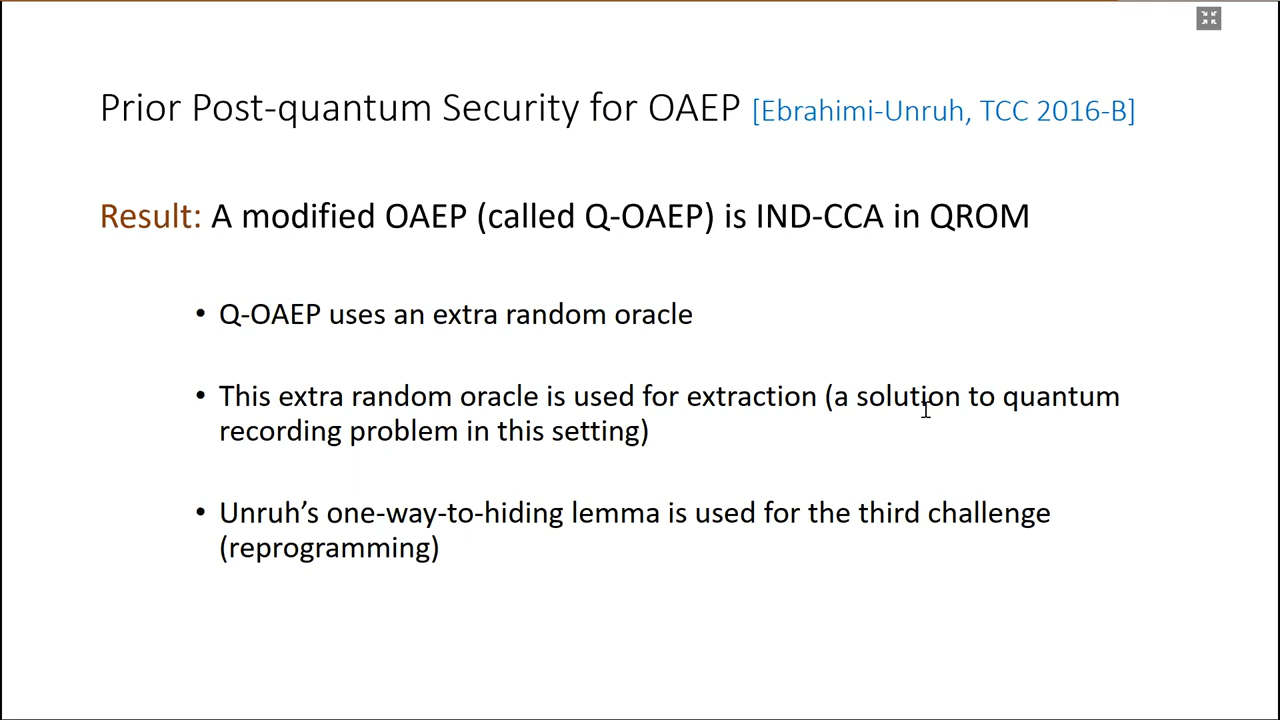 Prior Post-quantum Security for OAEP [Ebrahimi-Unruh, TCC 2016-B]
Result: A modified OAEP (called Q-OAEP) is IND-CCA in QROM
• Q-OAEP uses an extra random oracle
• This extra random oracle is used for extraction (a solution to quantum
recording problem in this setting)
• Unruh’s one-way-to-hiding lemma is used for the third challenge
(reprogramming)